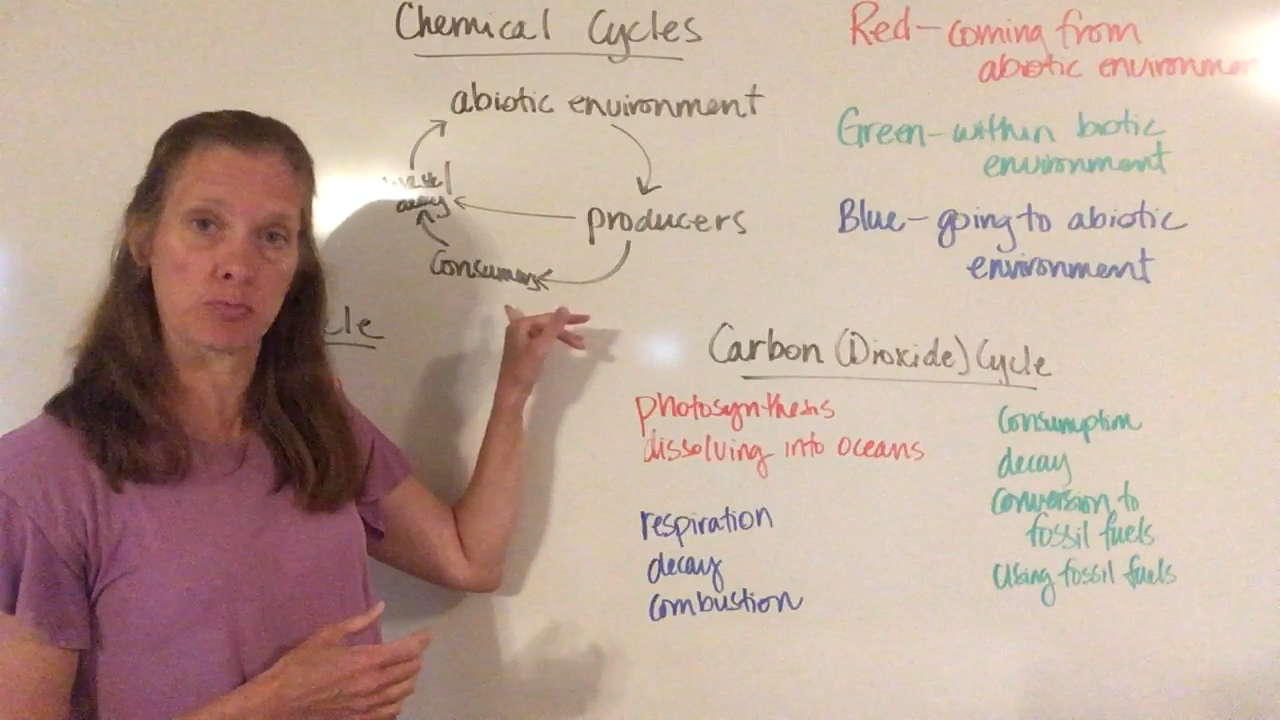 Chemical Cycles
abiotic environment
producers
consumers
cle
Red-coming from
abiotic environmen
Green-within biotic
environment
Blue-going to abiotic
environment
Carbon (Dioxide) Cycle
photosynthesis
dissolving into oceans
respiration
decay
combustion
consumption
decay
conversion to
fossil fuels
using fossil fuels